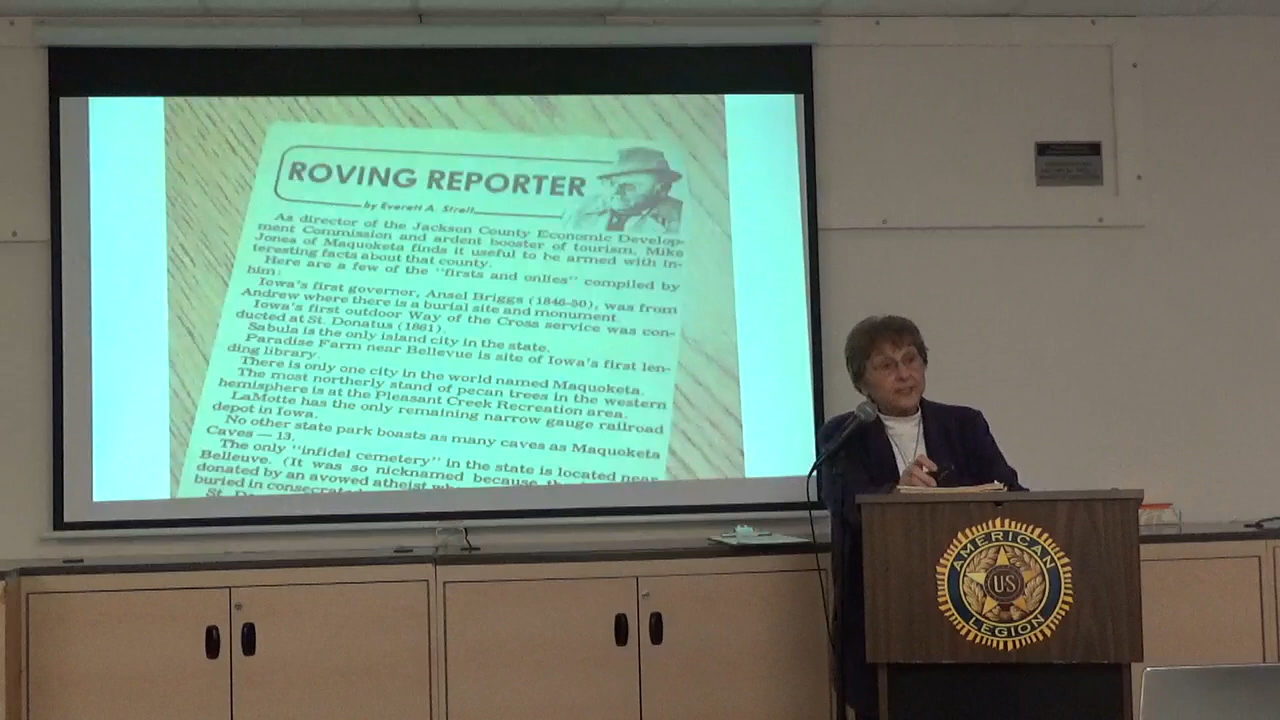 ROVING REPORTER
by Everett A. Streit
As director of the Jackson County Economic Develop-
ment Commission and ardent booster of tourism, Mike
Jones of Maquoketa finds it useful to be armed with in-
teresting facts about that county.
Here are a few of the "firsts and onlies" compiled by
him:
Iowa's first governor, Ansel Briggs (1846-50), was from
Andrew where there is a burial site and monument.
Iowa's first outdoor Way of the Cross service was con-
ducted at St. Donatus (1861).
Sabula is the only island city in the state.
Paradise Farm near Bellevue is site of Iowa's first len-
ding library.
There is only one city in the world named Maquoketa.
The most northerly stand of pecan trees in the western
hemisphere is at the Pleasant Creek Recreation area.
LaMotte has the only remaining narrow gauge railroad
depot in Iowa.
No other state park boasts as many caves as Maquoketa
Caves — 13.
The only "infidel cemetery" in the state is located near
Belleuve. (It was so nicknamed because
donated by an avowed atheist
buried in
St.
AMERICAN
US
LEGION